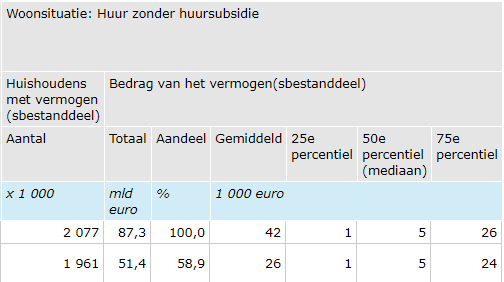 Woonsituatie: Huur zonder huursubsidie
Huishoudens met vermogen (sbestanddeel)
Bedrag van het vermogen(sbestanddeel)
Aantal Totaal Aandeel Gemiddeld 25e percentiel 50e percentiel (mediaan) 75e percentiel
x 1 000 mld euro % 1 000 euro
2 077 87,3 100,0 42 1 5 26
1 961 51,4 58,9 26 1 5 24